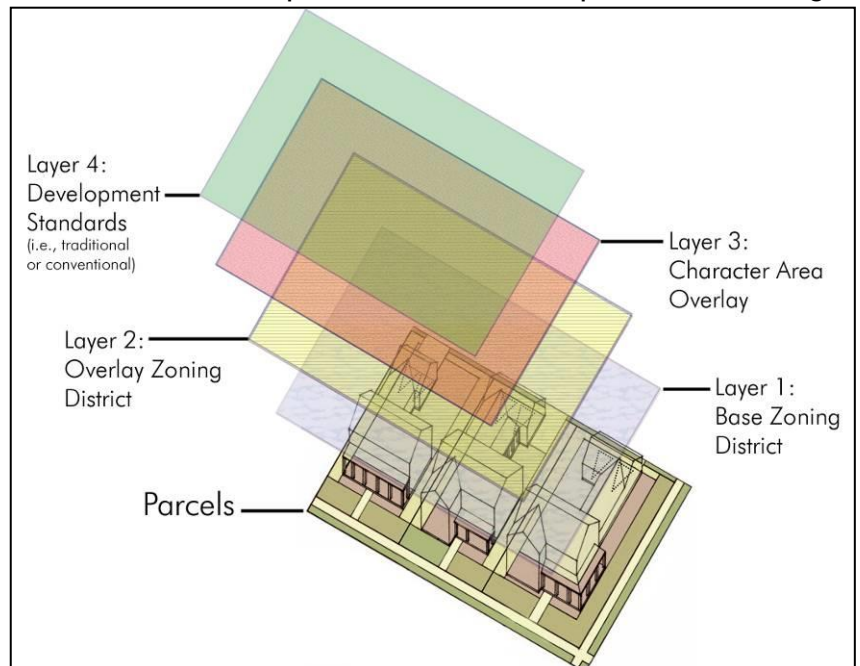 Layer 4:
Development
Standards
(i.e., traditional
or conventional)
Layer 3:
Character Area
Overlay
Layer 2:
Overlay Zoning
District
Layer 1:
Base Zoning
District
Parcels